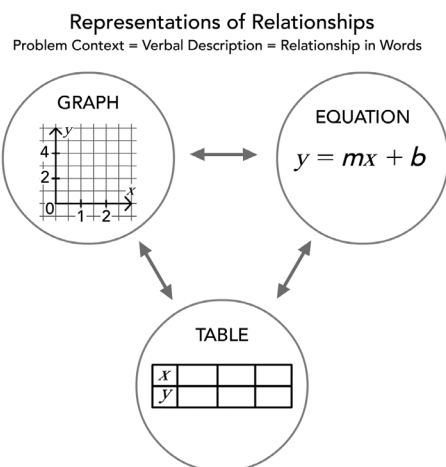 Representations of Relationships
Problem Context = Verbal Description = Relationship in Words
GRAPH
y
4
2
x
0
1
2
EQUATION
y = mx + b
TABLE
x
y